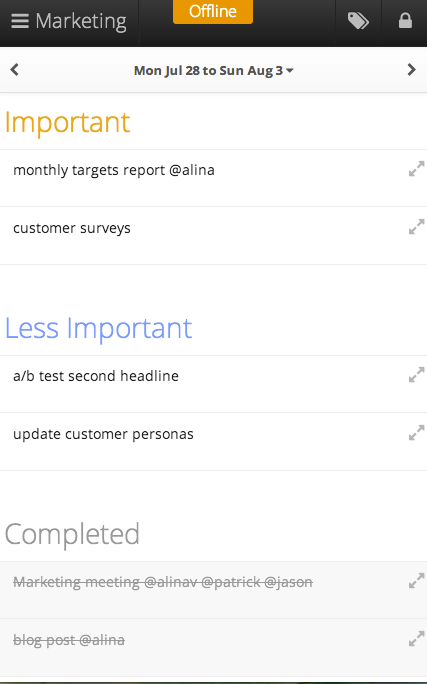 Offline
Marketing
Mon Jul 28 to Sun Aug 3
Important
monthly targets report @alina
customer surveys
Less Important
a/b test second headline
update customer personas
Completed
Marketing meeting @alinav @patrick @jason
blog post @alina